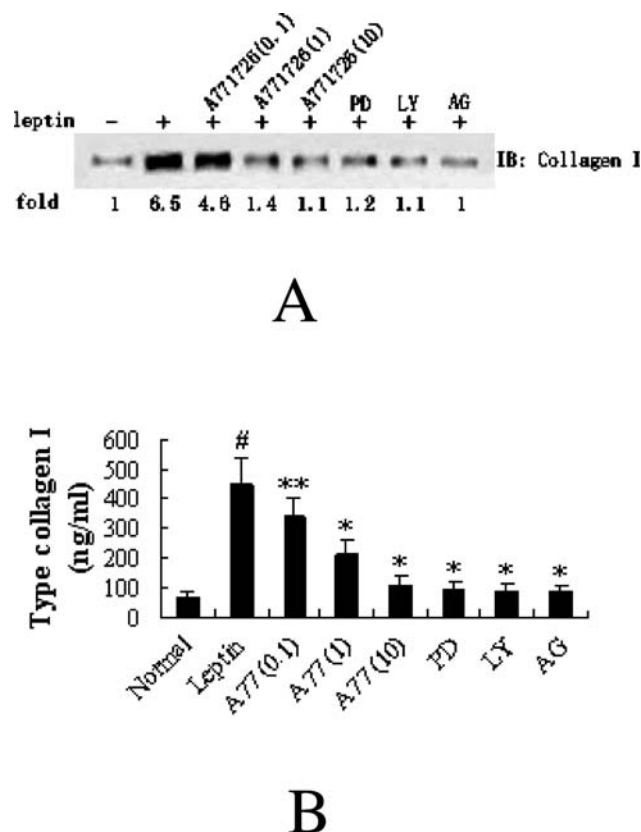 A771726(0.1) A771726(1) A771726(10) PD LY AG
leptin - + + + + + + +
IB: Collagen I
fold 1 6.5 4.6 1.4 1.1 1.2 1.1 1
A
Type collagen I
(ng/ml)
600
500
400
300
200
100
0
# ** * * * * *
Normal Leptin A77(0.1) A77(1) A77(10) PD LY AG
B